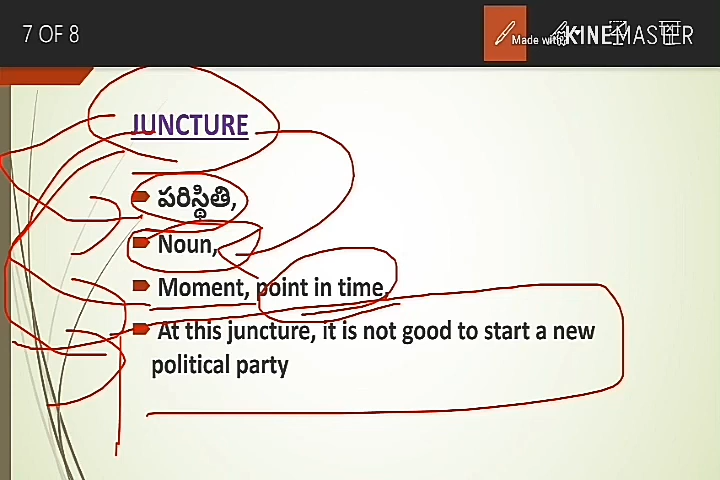 7 OF 8
Made with KINEMASTER
JUNCTURE
పరిస్థితి,
Noun,
Moment, point in time,
At this juncture, it is not good to start a new
political party